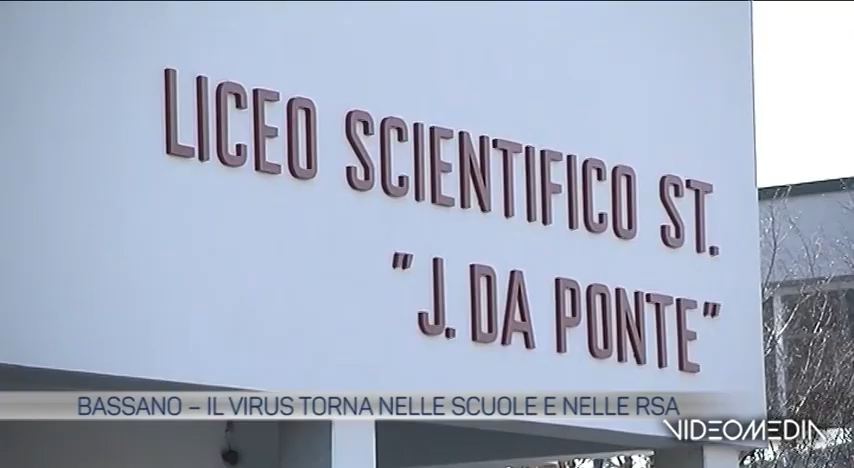 LICEO SCIENTIFICO ST.
"J. DA PONTE"
BASSANO – IL VIRUS TORNA NELLE SCUOLE E NELLE RSA
VIDEOMEDIA